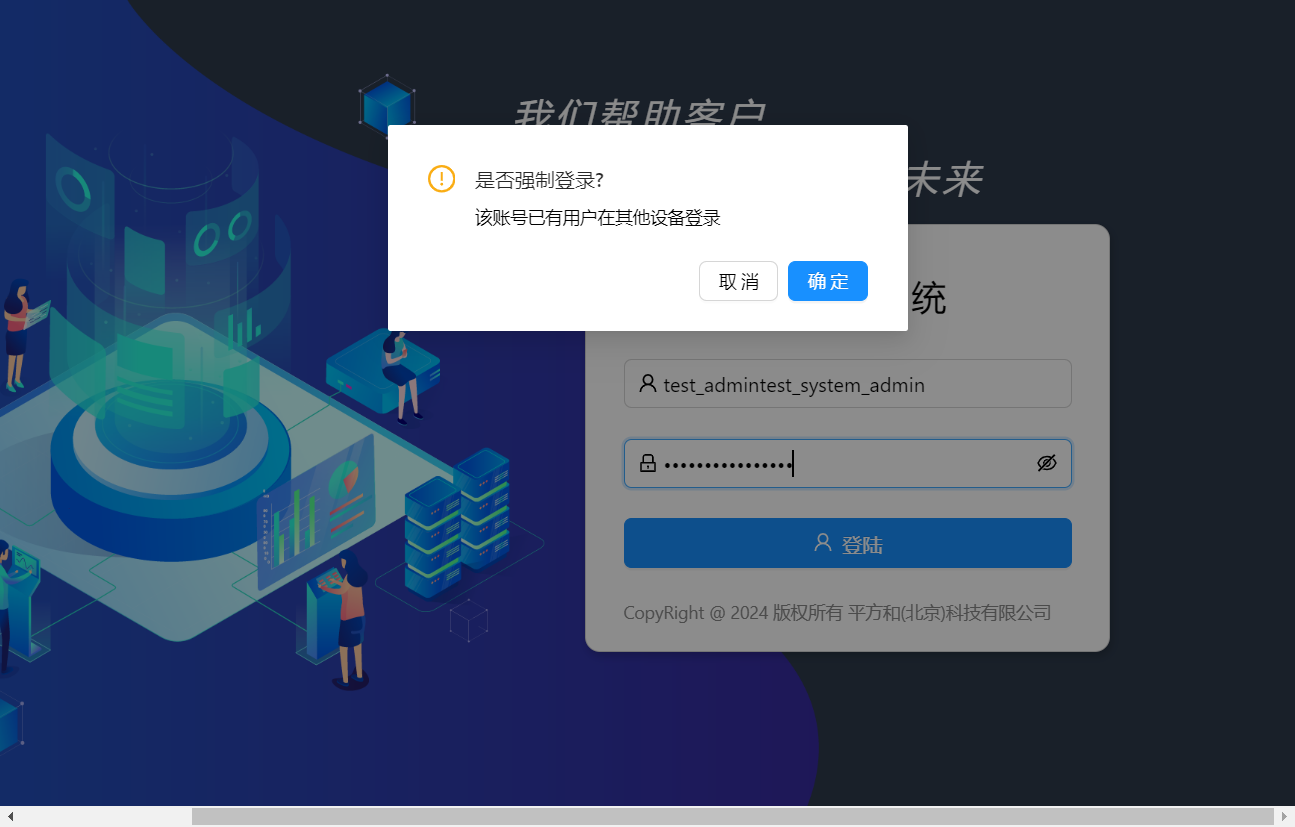 我们帮助客户
未来
是否强制登录?
该账号已有用户在其他设备登录
取 消
确 定
统
test_admintest_system_admin
••••••••••••••••
登陆
CopyRight @ 2024 版权所有 平方和(北京)科技有限公司